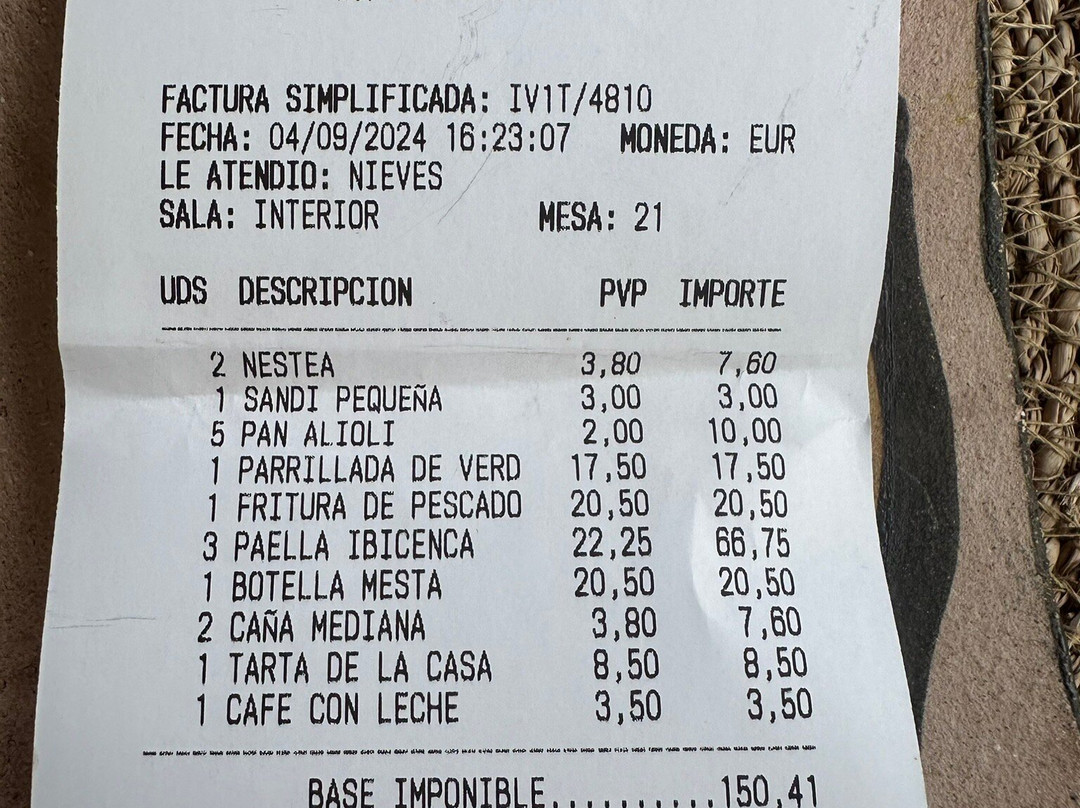 FACTURA SIMPLIFICADA: IV1T/4810
FECHA: 04/09/2024 16:23:07 MONEDA: EUR
LE ATENDIO: NIEVES
SALA: INTERIOR MESA: 21
UDS DESCRIPCION PVP IMPORTE
2 NESTEA 3,80 7,60
1 SANDI PEQUEÑA 3,00 3,00
5 PAN ALIOLI 2,00 10,00
1 PARRILLADA DE VERD 17,50 17,50
1 FRITURA DE PESCADO 20,50 20,50
3 PAELLA IBICENCA 22,25 66,75
1 BOTELLA MESTA 20,50 20,50
2 CAÑA MEDIANA 3,80 7,60
1 TARTA DE LA CASA 8,50 8,50
1 CAFE CON LECHE 3,50 3,50
BASE IMPONIBLE...........150,41